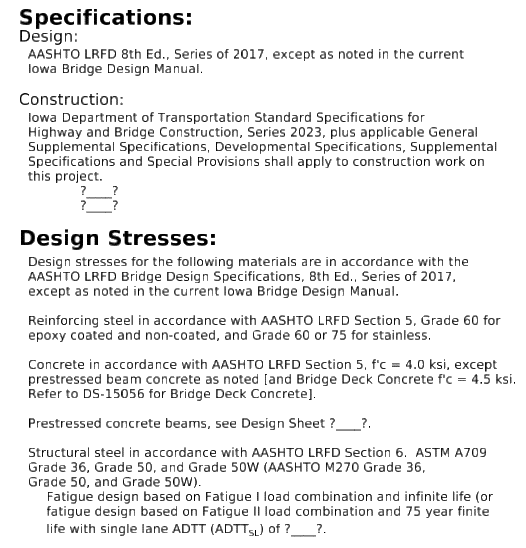 Specifications:
Design:
AASHTO LRFD 8th Ed., Series of 2017, except as noted in the current
Iowa Bridge Design Manual.
Construction:
Iowa Department of Transportation Standard Specifications for
Highway and Bridge Construction, Series 2023, plus applicable General
Supplemental Specifications, Developmental Specifications, Supplemental
Specifications and Special Provisions shall apply to construction work on
this project.
?____?
?____?
Design Stresses:
Design stresses for the following materials are in accordance with the
AASHTO LRFD Bridge Design Specifications, 8th Ed., Series of 2017,
except as noted in the current Iowa Bridge Design Manual.
Reinforcing steel in accordance with AASHTO LRFD Section 5, Grade 60 for
epoxy coated and non-coated, and Grade 60 or 75 for stainless.
Concrete in accordance with AASHTO LRFD Section 5, f'c = 4.0 ksi, except
prestressed beam concrete as noted [and Bridge Deck Concrete f'c = 4.5 ksi.
Refer to DS-15056 for Bridge Deck Concrete].
Prestressed concrete beams, see Design Sheet ?____?.
Structural steel in accordance with AASHTO LRFD Section 6. ASTM A709
Grade 36, Grade 50, and Grade 50W (AASHTO M270 Grade 36,
Grade 50, and Grade 50W).
Fatigue design based on Fatigue I load combination and infinite life (or
fatigue design based on Fatigue II load combination and 75 year finite
life with single lane ADTT (ADTTSL) of ?____?.